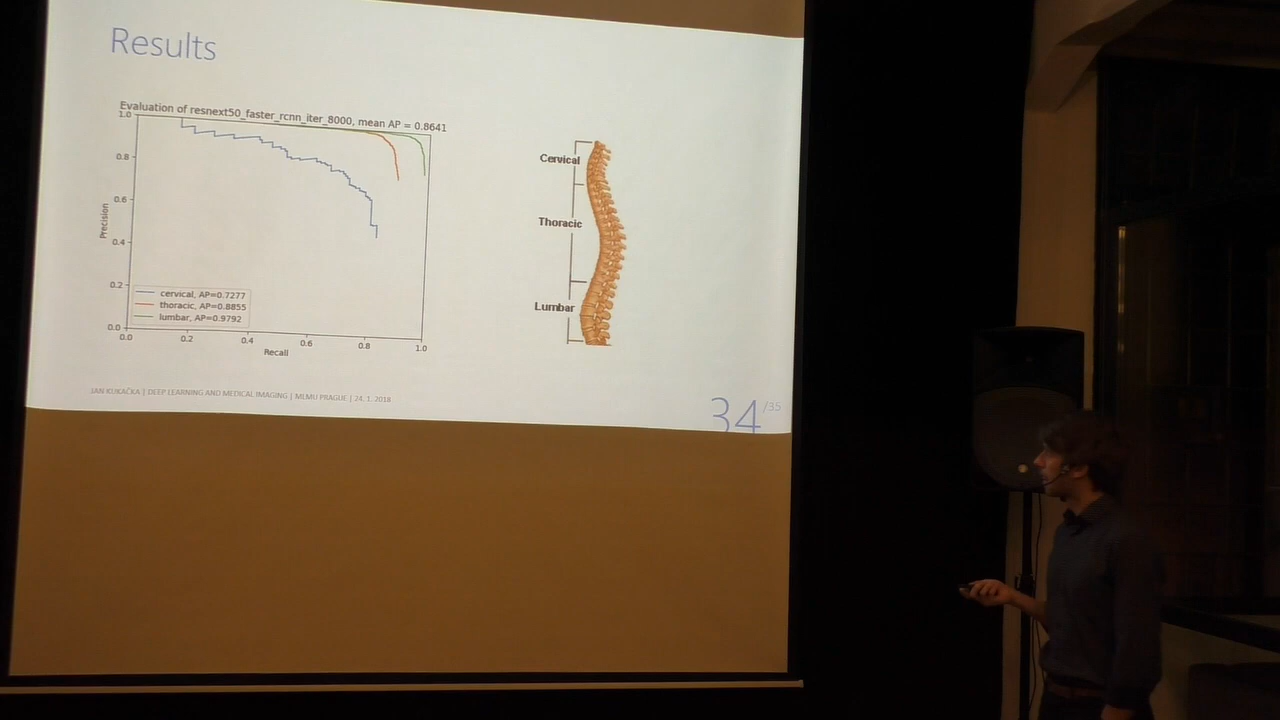 Results
Evaluation of resnext50_faster_rcnn_iter_8000, mean AP = 0.8641
1.0
0.8
0.6
0.4
0.2
0.0
Precision
cervical, AP=0.7277
thoracic, AP=0.8855
lumbar, AP=0.9792
0.0 0.2 0.4 0.6 0.8 1.0
Recall
Cervical
Thoracic
Lumbar
JAN KUKAČKA | DEEP LEARNING AND MEDICAL IMAGING | MLMU PRAGUE | 24. 1. 2018
34/35